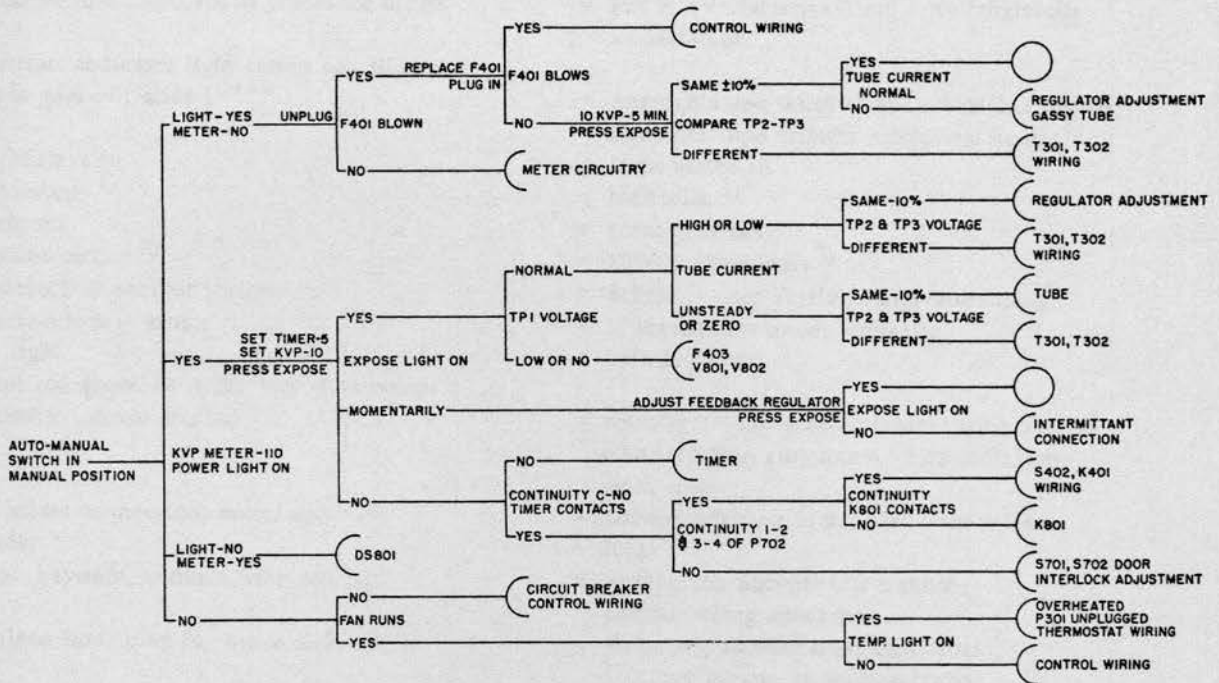 YES
CONTROL WIRING
YES
REPLACE F401
PLUG IN
F401 BLOWS
SAME ±10%
YES
TUBE CURRENT
NORMAL
NO
REGULATOR ADJUSTMENT
GASSY TUBE
LIGHT-YES
METER-NO
UNPLUG
F401 BLOWN
NO
10 KVP-5 MIN.
PRESS EXPOSE
COMPARE TP2-TP3
DIFFERENT
T301, T302
WIRING
NO
METER CIRCUITRY
HIGH OR LOW
SAME-10%
REGULATOR ADJUSTMENT
TP2 & TP3 VOLTAGE
DIFFERENT
T301, T302
WIRING
NORMAL
TUBE CURRENT
YES
TP1 VOLTAGE
UNSTEADY
OR ZERO
SAME-10%
TUBE
TP2 & TP3 VOLTAGE
DIFFERENT
T301, T302
YES
SET TIMER-5
SET KVP-10
PRESS EXPOSE
EXPOSE LIGHT ON
LOW OR NO
F403
V801, V802
MOMENTARILY
ADJUST FEEDBACK REGULATOR
PRESS EXPOSE
YES
EXPOSE LIGHT ON
NO
INTERMITTANT
CONNECTION
AUTO-MANUAL
SWITCH IN
MANUAL POSITION
KVP METER-110
POWER LIGHT ON
NO
NO
TIMER
CONTINUITY C-NO
TIMER CONTACTS
YES
YES
CONTINUITY 1-2
& 3-4 OF P702
YES
S402, K401
WIRING
CONTINUITY
K801 CONTACTS
NO
K801
NO
S701, S702 DOOR
INTERLOCK ADJUSTMENT
LIGHT-NO
METER-YES
DS801
NO
FAN RUNS
NO
CIRCUIT BREAKER
CONTROL WIRING
YES
YES
TEMP LIGHT ON
OVERHEATED
P301 UNPLUGGED
THERMOSTAT WIRING
NO
CONTROL WIRING